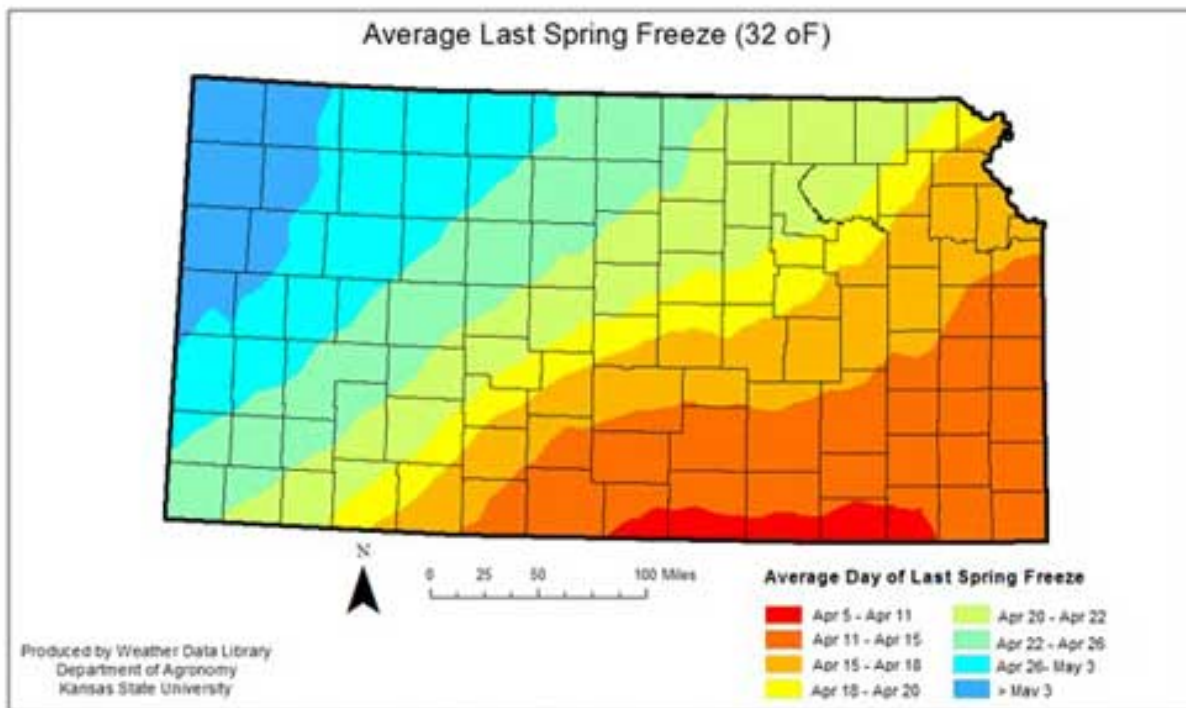 Average Last Spring Freeze (32 oF)
N
0 25 50 100 Miles
Average Day of Last Spring Freeze
Apr 5 - Apr 11
Apr 11 - Apr 15
Apr 15 - Apr 18
Apr 18 - Apr 20
Apr 20 - Apr 22
Apr 22 - Apr 26
Apr 26- May 3
> May 3
Produced by Weather Data Library
Department of Agronomy
Kansas State University